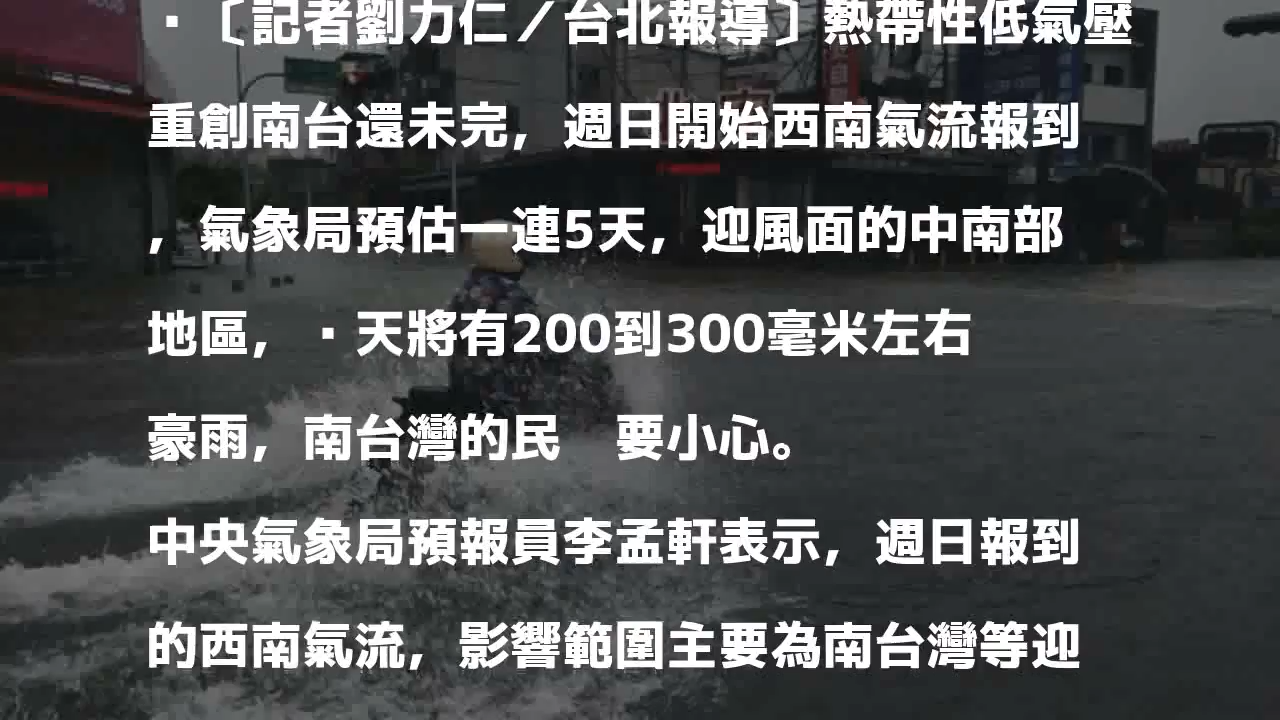 ·〔記者劉力仁／台北報導〕熱帶性低氣壓
重創南台還未完，週日開始西南氣流報到
，氣象局預估一連5天，迎風面的中南部
地區，·天將有200到300毫米左右
豪雨，南台灣的民　要小心。
中央氣象局預報員李孟軒表示，週日報到
的西南氣流，影響範圍主要為南台灣等迎